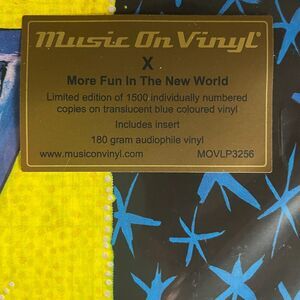 Music On Vinyl®
X
More Fun In The New World
Limited edition of 1500 individually numbered
copies on translucent blue coloured vinyl
Includes insert
180 gram audiophile vinyl
www.musiconvinyl.com MOVLP3256